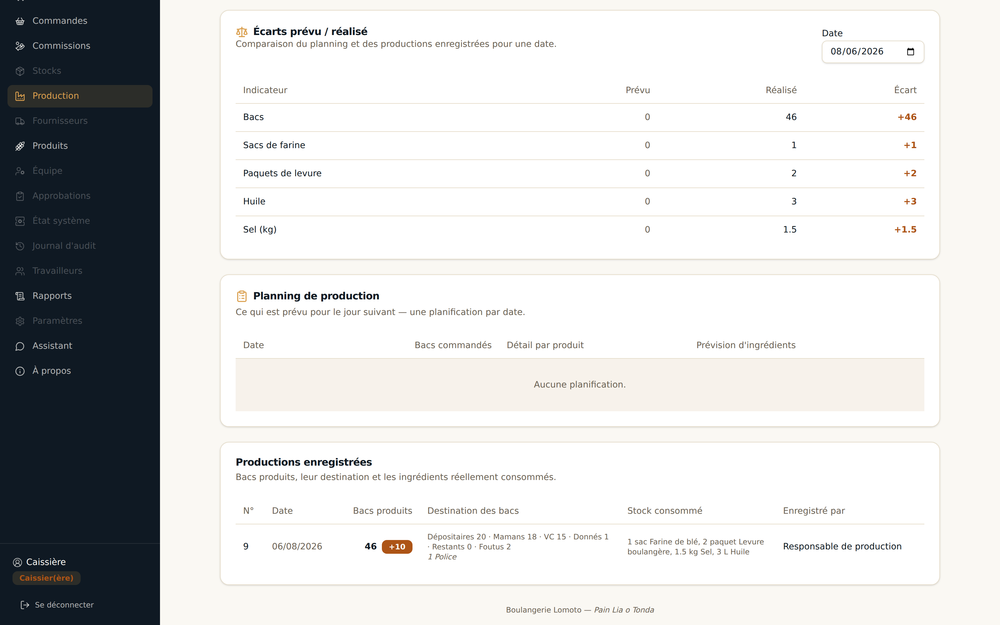 Commandes
Commissions
Stocks
Production
Fournisseurs
Produits
Équipe
Approbations
État système
Journal d'audit
Travailleurs
Rapports
Paramètres
Assistant
À propos
Caissière
Caissier(ère)
Se déconnecter
Écarts prévu / réalisé
Comparaison du planning et des productions enregistrées pour une date.
Date
08/06/2026
Indicateur Prévu Réalisé Écart
Bacs 0 46 +46
Sacs de farine 0 1 +1
Paquets de levure 0 2 +2
Huile 0 3 +3
Sel (kg) 0 1.5 +1.5
Planning de production
Ce qui est prévu pour le jour suivant — une planification par date.
Date Bacs commandés Détail par produit Prévision d'ingrédients
Aucune planification.
Productions enregistrées
Bacs produits, leur destination et les ingrédients réellement consommés.
N° Date Bacs produits Destination des bacs Stock consommé Enregistré par
9 06/08/2026 46 +10
Dépositaires 20 · Mamans 18 · VC 15 · Donnés 1
· Restants 0 · Foutus 2
1 Police
1 sac Farine de blé, 2 paquet Levure
boulangère, 1.5 kg Sel, 3 L Huile
Responsable de production
Boulangerie Lomoto — Pain Lia o Tonda